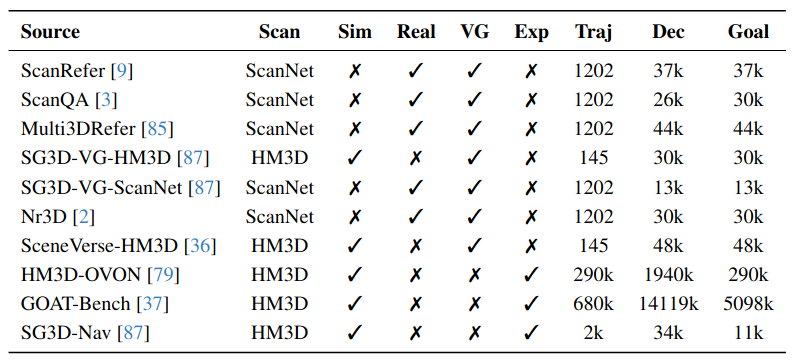 Source Scan Sim Real VG Exp Traj Dec Goal
ScanRefer [9] ScanNet ✗ ✓ ✓ ✗ 1202 37k 37k
ScanQA [3] ScanNet ✗ ✓ ✓ ✗ 1202 26k 30k
Multi3DRefer [85] ScanNet ✗ ✓ ✓ ✗ 1202 44k 44k
SG3D-VG-HM3D [87] HM3D ✓ ✗ ✓ ✗ 145 30k 30k
SG3D-VG-ScanNet [87] ScanNet ✗ ✓ ✓ ✗ 1202 13k 13k
Nr3D [2] ScanNet ✗ ✓ ✓ ✗ 1202 30k 30k
SceneVerse-HM3D [36] HM3D ✓ ✗ ✓ ✗ 145 48k 48k
HM3D-OVON [79] HM3D ✓ ✗ ✗ ✓ 290k 1940k 290k
GOAT-Bench [37] HM3D ✓ ✗ ✗ ✓ 680k 14119k 5098k
SG3D-Nav [87] HM3D ✓ ✗ ✗ ✓ 2k 34k 11k